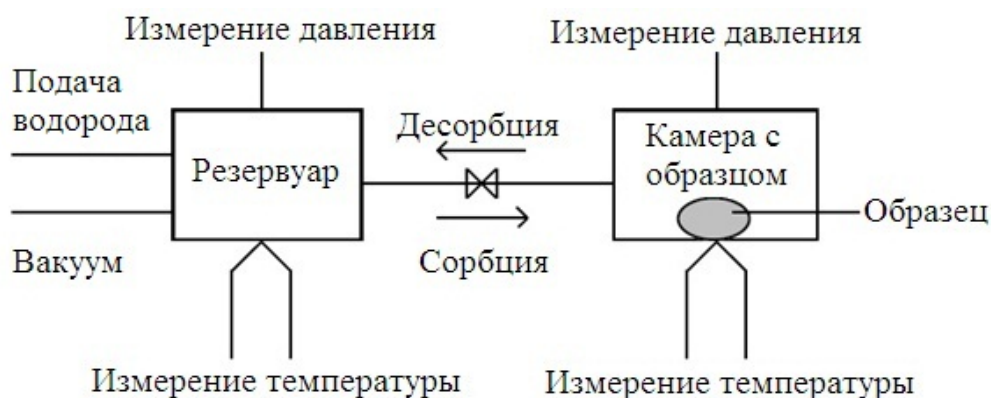 Измерение давления
Измерение давления
Подача
водорода
Десорбция
Резервуар
Камера с
образцом
Образец
Вакуум
Сорбция
Измерение температуры
Измерение температуры